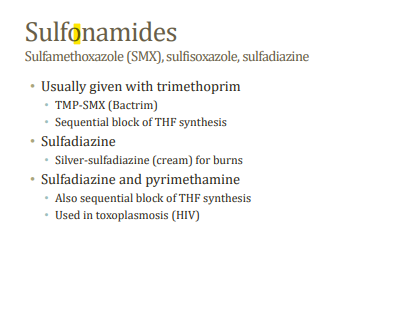 Sulfonamides
Sulfamethoxazole (SMX), sulfisoxazole, sulfadiazine
• Usually given with trimethoprim
• TMP-SMX (Bactrim)
• Sequential block of THF synthesis
• Sulfadiazine
• Silver-sulfadiazine (cream) for burns
• Sulfadiazine and pyrimethamine
• Also sequential block of THF synthesis
• Used in toxoplasmosis (HIV)